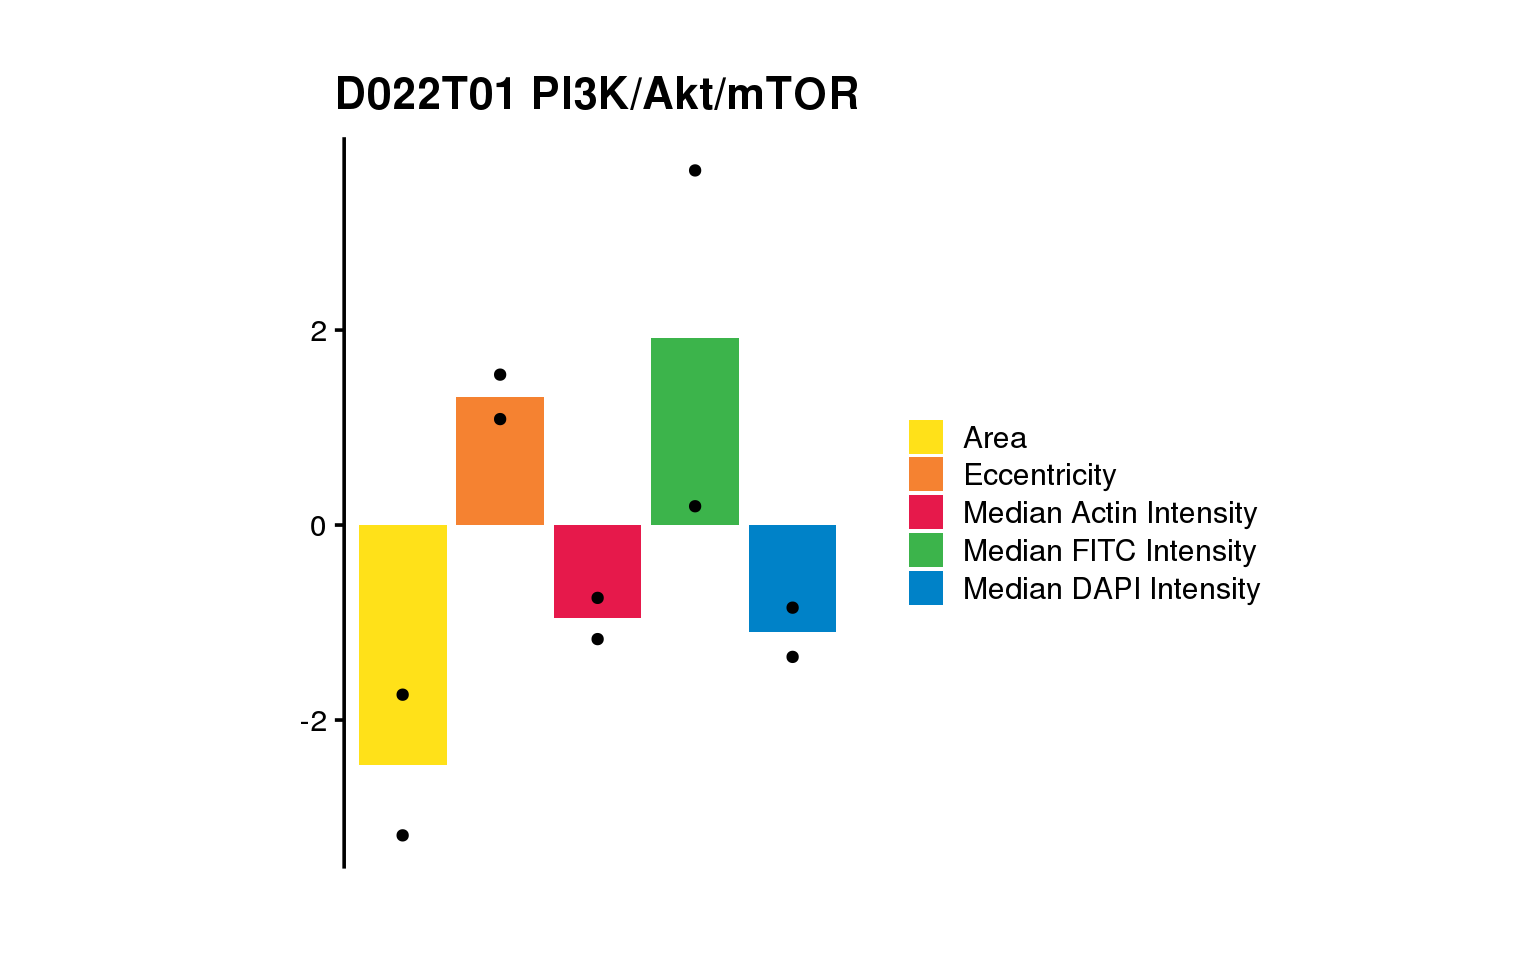 D022T01 PI3K/Akt/mTOR
2
0
-2
Area
Eccentricity
Median Actin Intensity
Median FITC Intensity
Median DAPI Intensity